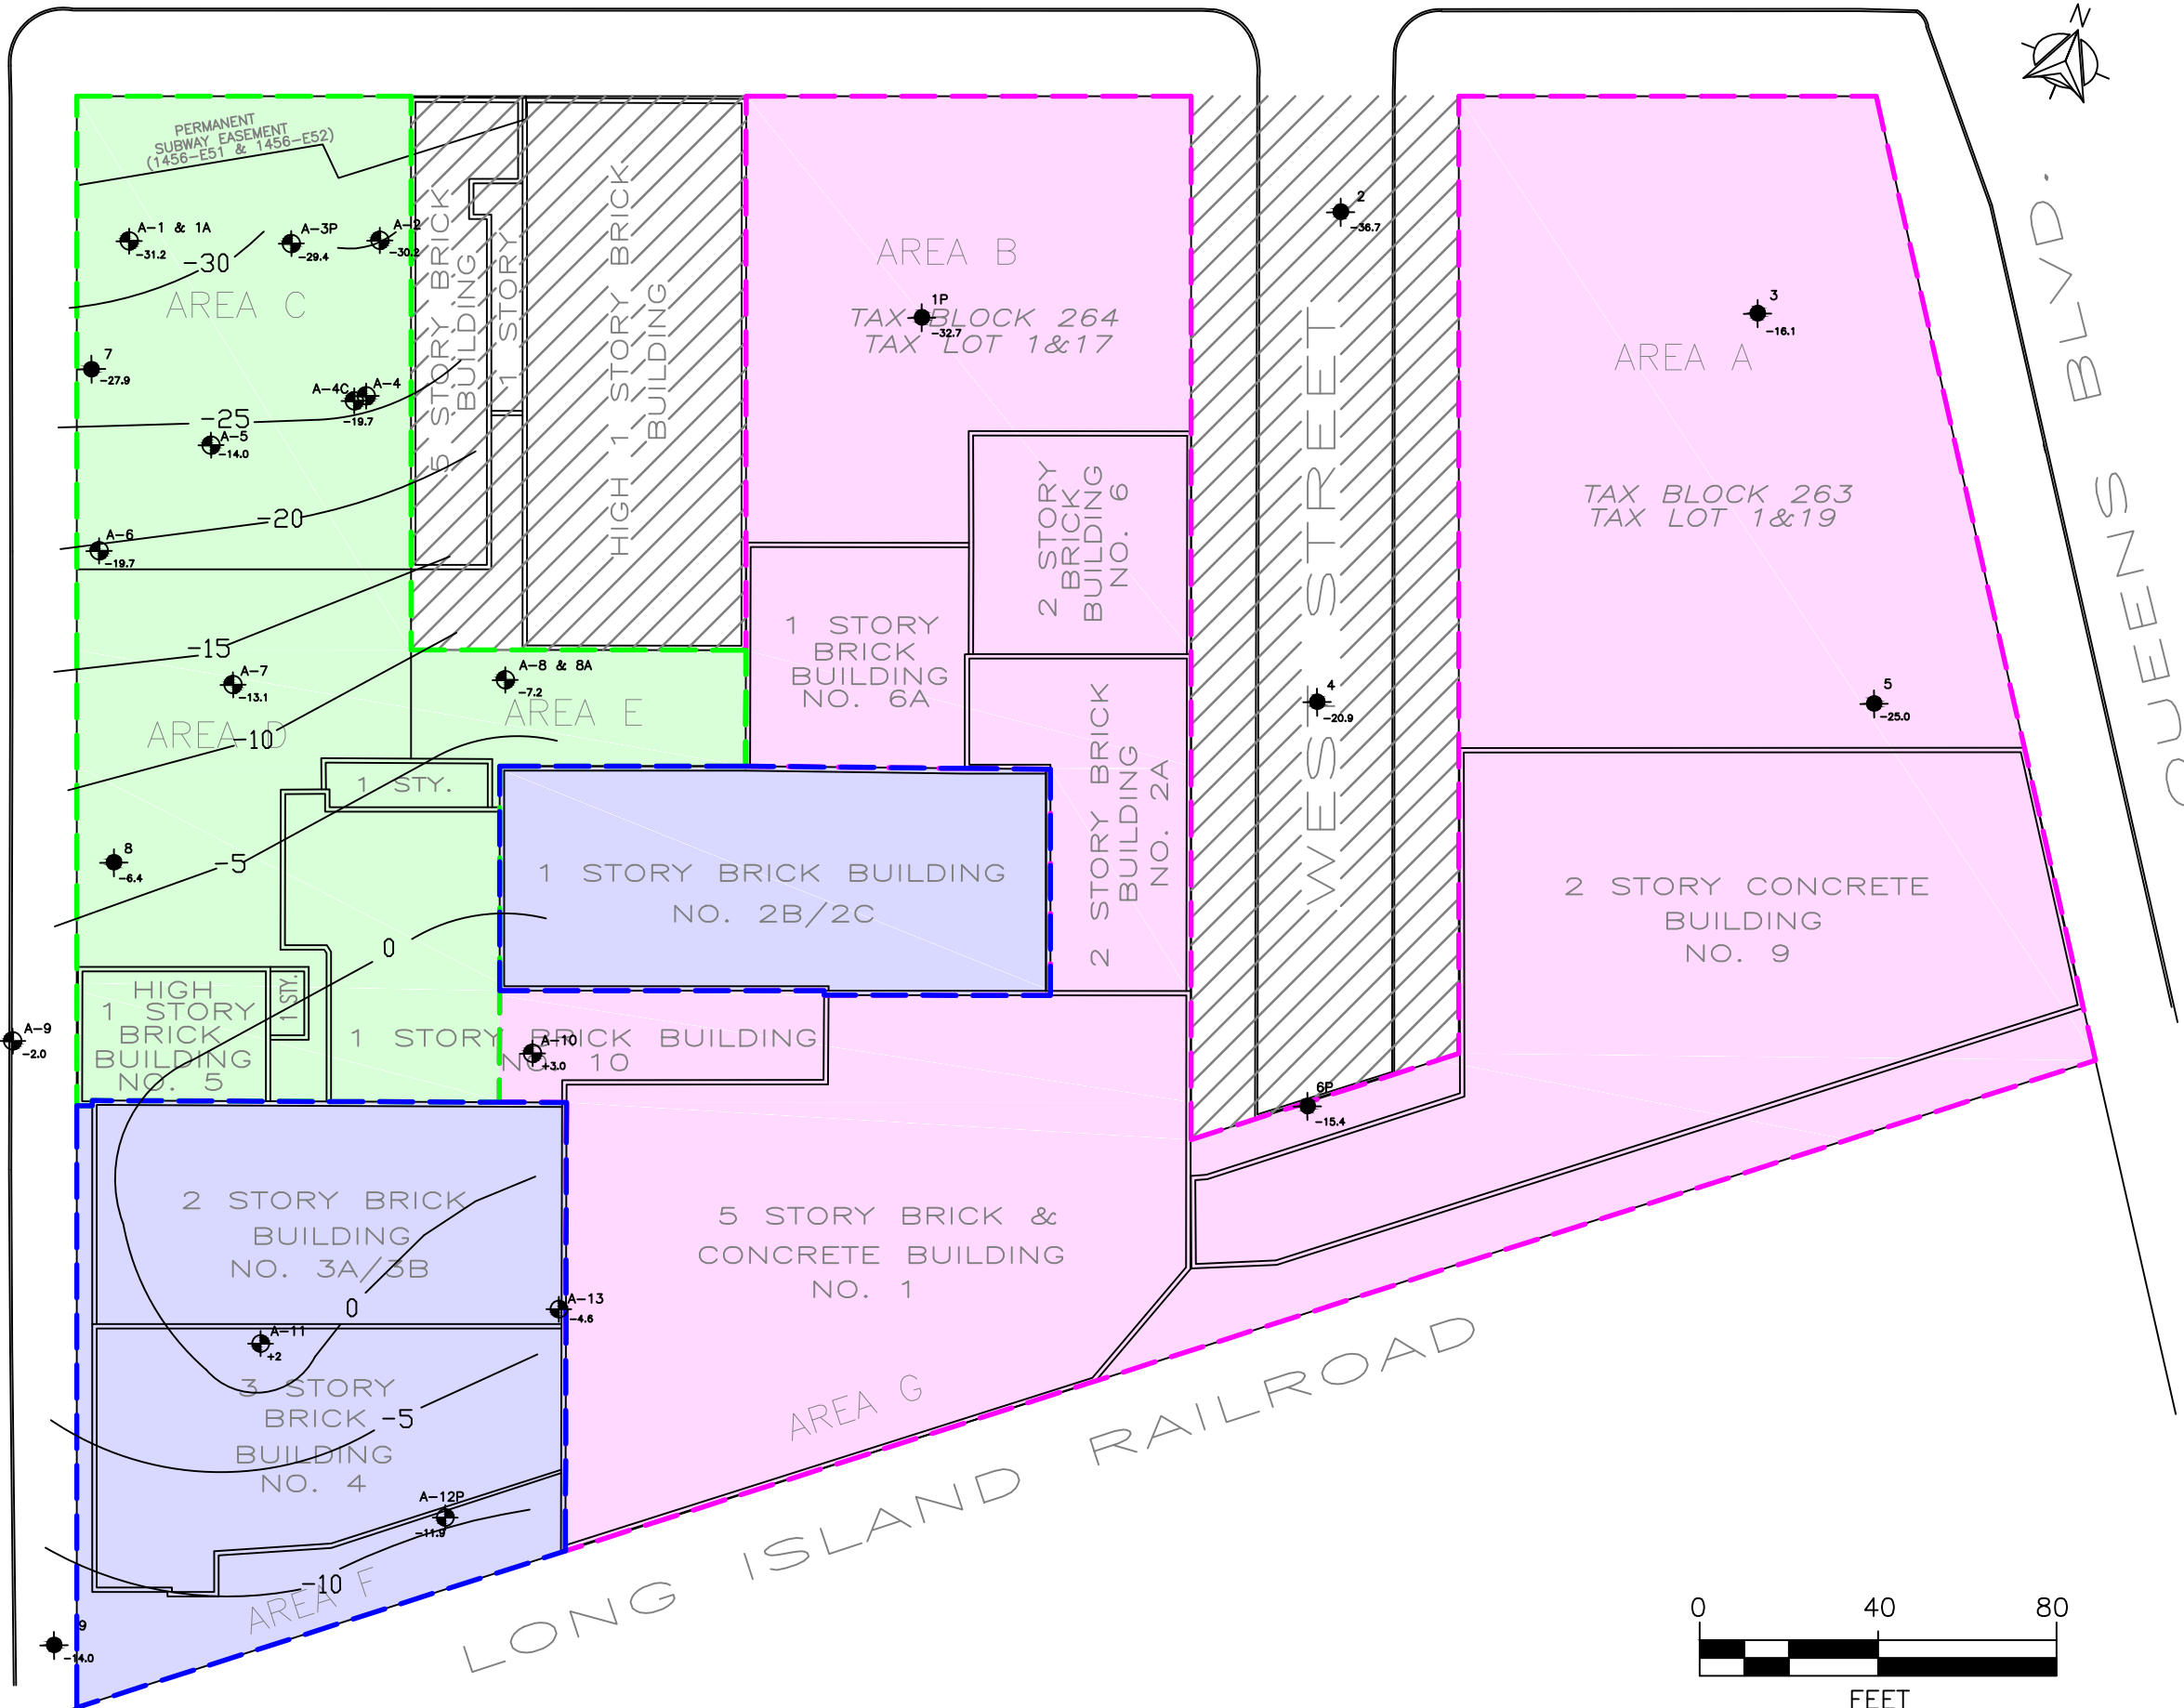 N
PERMANENT
SUBWAY EASEMENT
(1456-E51 & 1456-E52)
A-1 & 1A
-31.2
A-3P
-29.4
A-2
-30.2
-30
AREA C
7
-27.9
A-4C
A-4
-19.7
-25
A-5
-14.0
-20
A-6
-19.7
-15
A-7
-13.1
AREA D
-10
5 STORY BRICK
BUILDING
1 STORY
HIGH 1 STORY BRICK
BUILDING
AREA B
1P
-32.7
TAX BLOCK 264
TAX LOT 1&17
2 STORY
BRICK
BUILDING
NO. 6
1 STORY
BRICK
BUILDING
NO. 6A
2 STORY BRICK
BUILDING
NO. 2A
2
-36.7
WEST STREET
4
-20.9
6P
-15.4
3
-16.1
AREA A
TAX BLOCK 263
TAX LOT 1&19
5
-25.0
2 STORY CONCRETE
BUILDING
NO. 9
QUEENS BLVD.
A-8 & 8A
-7.2
AREA E
1 STY.
8
-6.4
-5
1 STORY BRICK BUILDING
NO. 2B/2C
0
HIGH
1 STORY
BRICK
BUILDING
NO. 5
1 STY.
A-9
-2.0
1 STORY BRICK BUILDING
NO. 10
A-10
+3.0
2 STORY BRICK
BUILDING
NO. 3A/3B
0
A-13
-4.6
A-11
+2
3 STORY
BRICK
BUILDING
NO. 4
-5
A-12P
-11.9
-10
AREA F
9
-14.0
5 STORY BRICK &
CONCRETE BUILDING
NO. 1
AREA G
LONG ISLAND RAILROAD
0 40 80
FEET